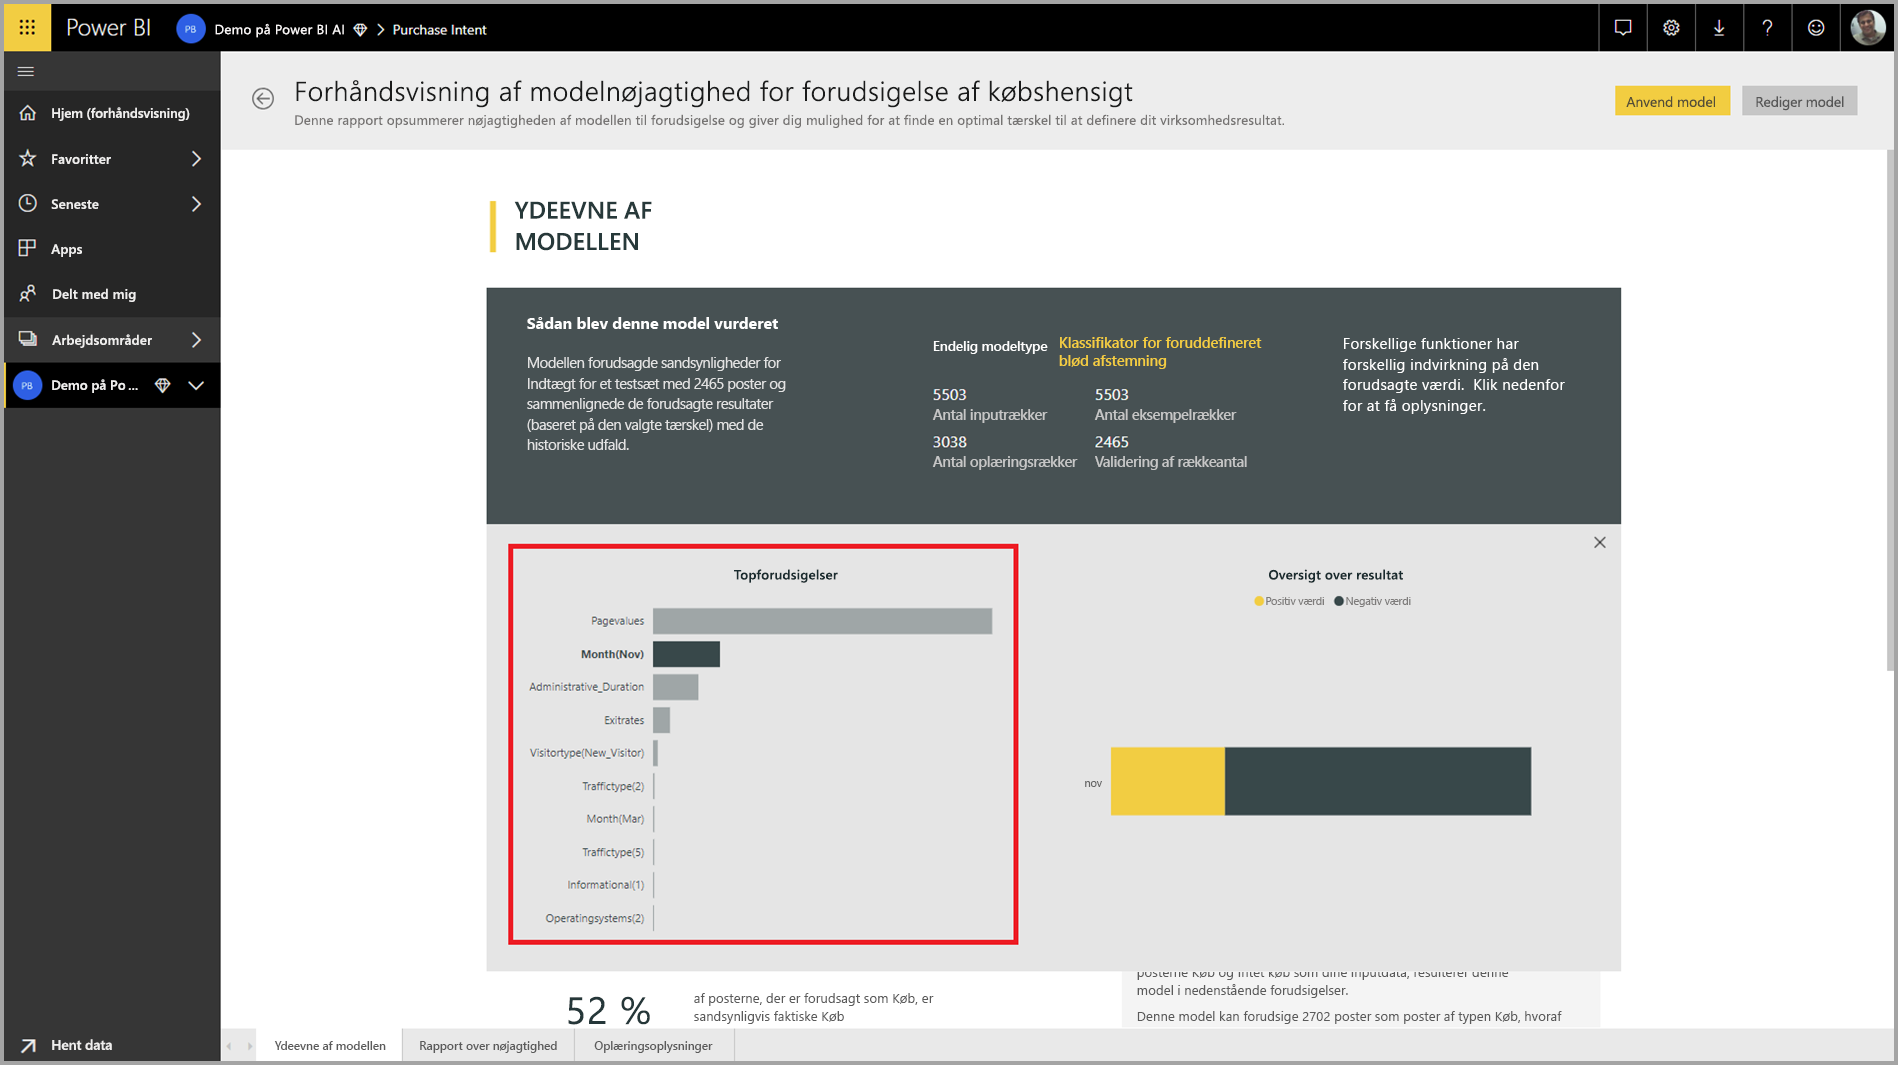 Power BI
PB
Demo på Power BI AI
Purchase Intent
?
Hjem (forhåndsvisning)
Favoritter
Seneste
Apps
Delt med mig
Arbejdsområder
PB
Demo på Po ...
Hent data
Forhåndsvisning af modelnøjagtighed for forudsigelse af købshensigt
Denne rapport opsummerer nøjagtigheden af modellen til forudsigelse og giver dig mulighed for at finde en optimal tærskel til at definere dit virksomhedsresultat.
Anvend model
Rediger model
YDEEVNE AF
MODELLEN
Sådan blev denne model vurderet
Modellen forudsagde sandsynligheder for
Indtægt for et testsæt med 2465 poster og
sammenlignede de forudsagte resultater
(baseret på den valgte tærskel) med de
historiske udfald.
Endelig modeltype
Klassifikator for foruddefineret
blød afstemning
5503
Antal inputrækker
5503
Antal eksempelrækker
3038
Antal oplæringsrækker
2465
Validering af rækkeantal
Forskellige funktioner har
forskellig indvirkning på den
forudsagte værdi.  Klik nedenfor
for at få oplysninger.
Topforudsigelser
Pagevalues
Month(Nov)
Administrative_Duration
Exitrates
Visitortype(New_Visitor)
Traffictype(2)
Month(Mar)
Traffictype(5)
Informational(1)
Operatingsystems(2)
Oversigt over resultat
Positiv værdi
Negativ værdi
nov
52 %
af posterne, der er forudsagt som Køb, er
sandsynligvis faktiske Køb
posterne Køb og Intet køb som dine inputdata, resulterer denne
model i nedenstående forudsigelser.
Denne model kan forudsige 2702 poster som poster af typen Køb, hvoraf
Ydeevne af modellen
Rapport over nøjagtighed
Oplæringsoplysninger